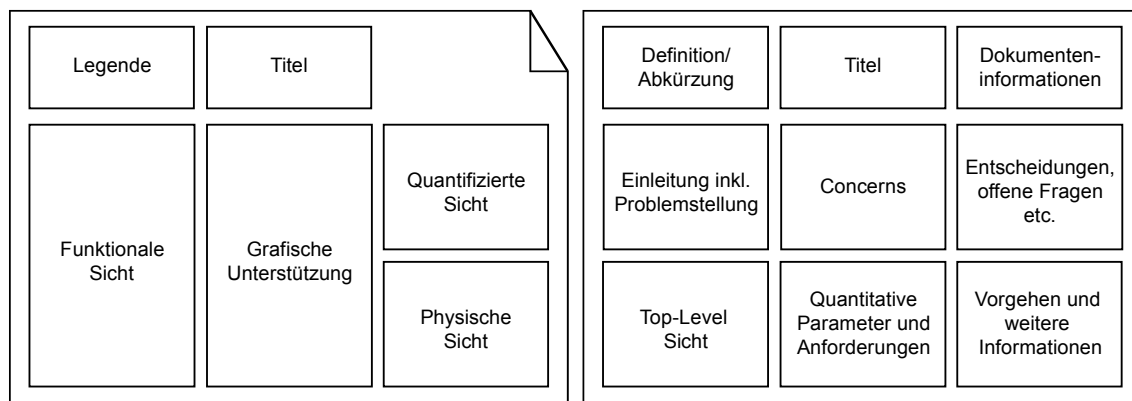 Legende
Titel
Funktionale
Sicht
Grafische
Unterstützung
Quantifizierte
Sicht
Physische
Sicht
Definition/
Abkürzung
Titel
Dokumenten-
informationen
Einleitung inkl.
Problemstellung
Concerns
Entscheidungen,
offene Fragen
etc.
Top-Level
Sicht
Quantitative
Parameter und
Anforderungen
Vorgehen und
weitere
Informationen